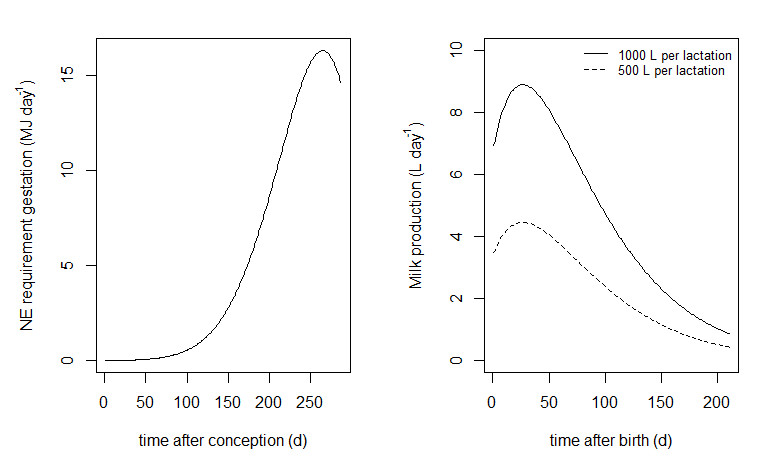 NE requirement gestation (MJ day-1)
15
10
5
0
0 50 100 150 200 250
time after conception (d)
Milk production (L day-1)
10
8
6
4
2
0
1000 L per lactation
500 L per lactation
0 50 100 150 200
time after birth (d)